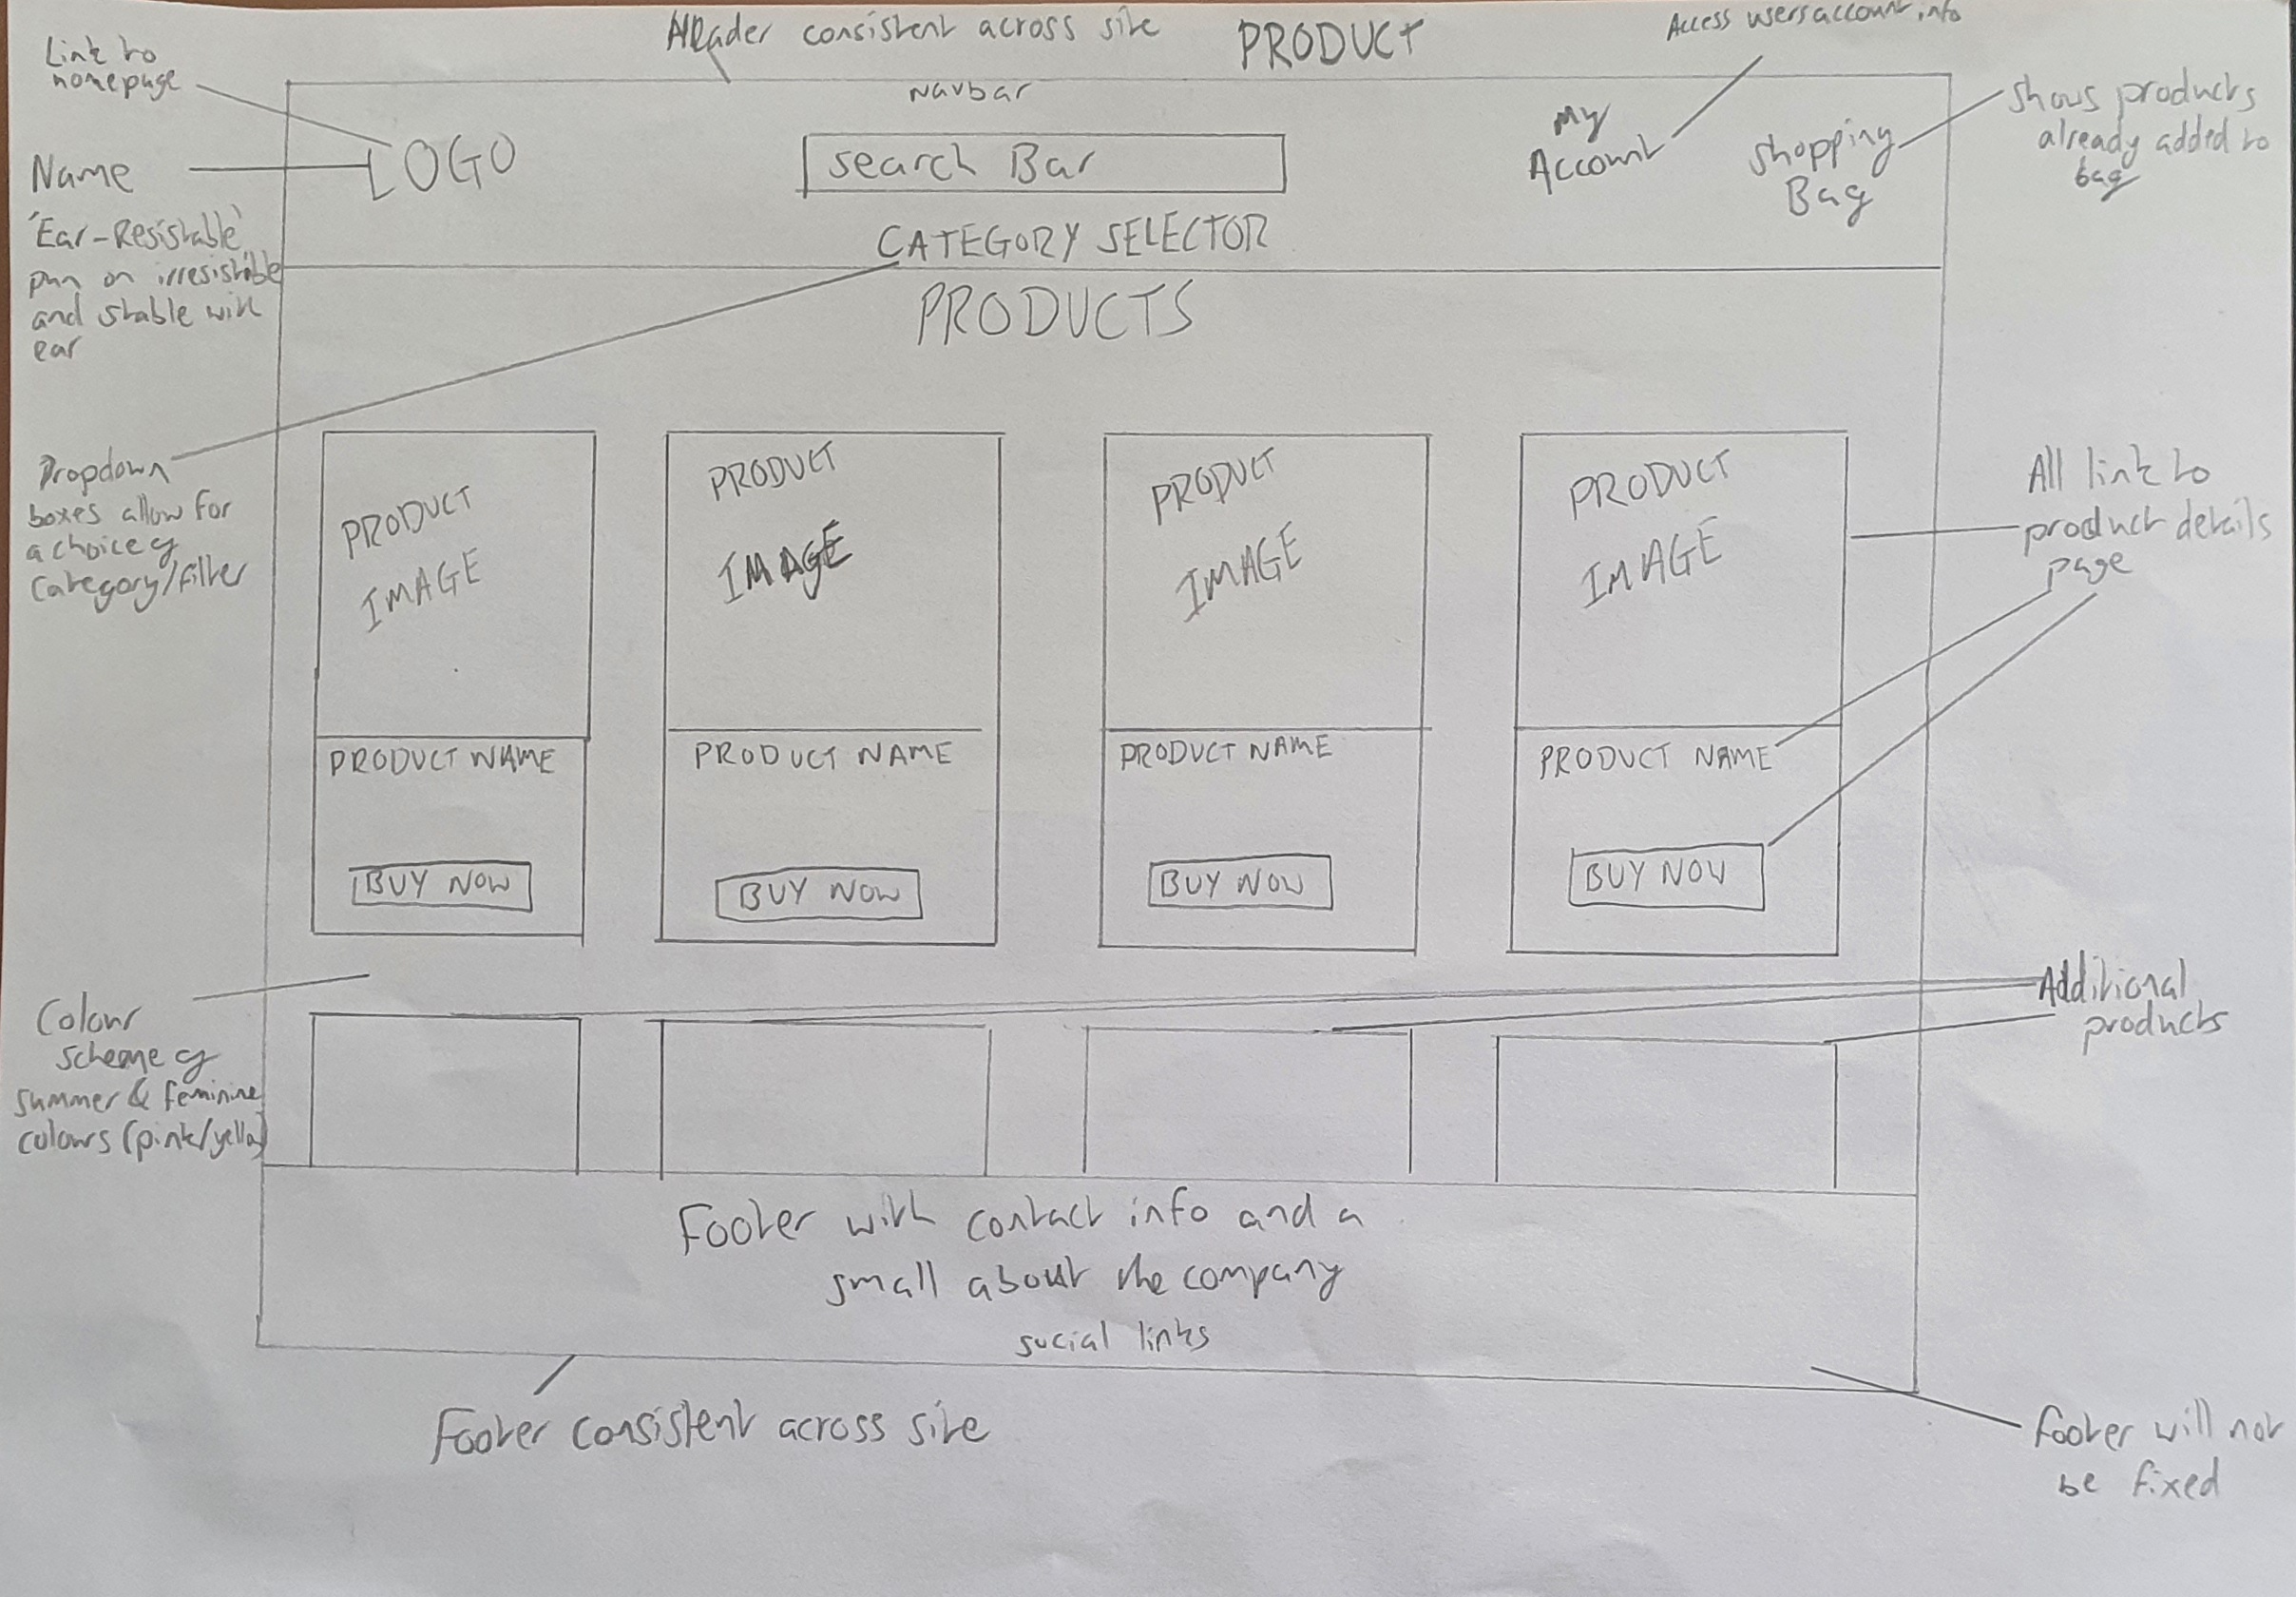 Header consistent across site
PRODUCT
Access users account info
Link to
homepage
navbar
LOGO
Search Bar
My
Account
Shopping
Bag
Shows products
already added to
bag
Name
'Ear-Resistable'
pun on irresistable
and stable with
ear
CATEGORY SELECTOR
PRODUCTS
Dropdown
boxes allow for
a choice of
Category/Filter
PRODUCT
IMAGE
PRODUCT
IMAGE
PRODUCT
IMAGE
PRODUCT
IMAGE
All link to
product details
page
PRODUCT NAME
PRODUCT NAME
PRODUCT NAME
PRODUCT NAME
BUY NOW
BUY NOW
BUY NOW
BUY NOW
Colour
scheme of
summer & feminine
colours (pink/yello)
Additional
products
Footer with contact info and a
small about the company
social links
Footer consistent across site
Footer will not
be fixed